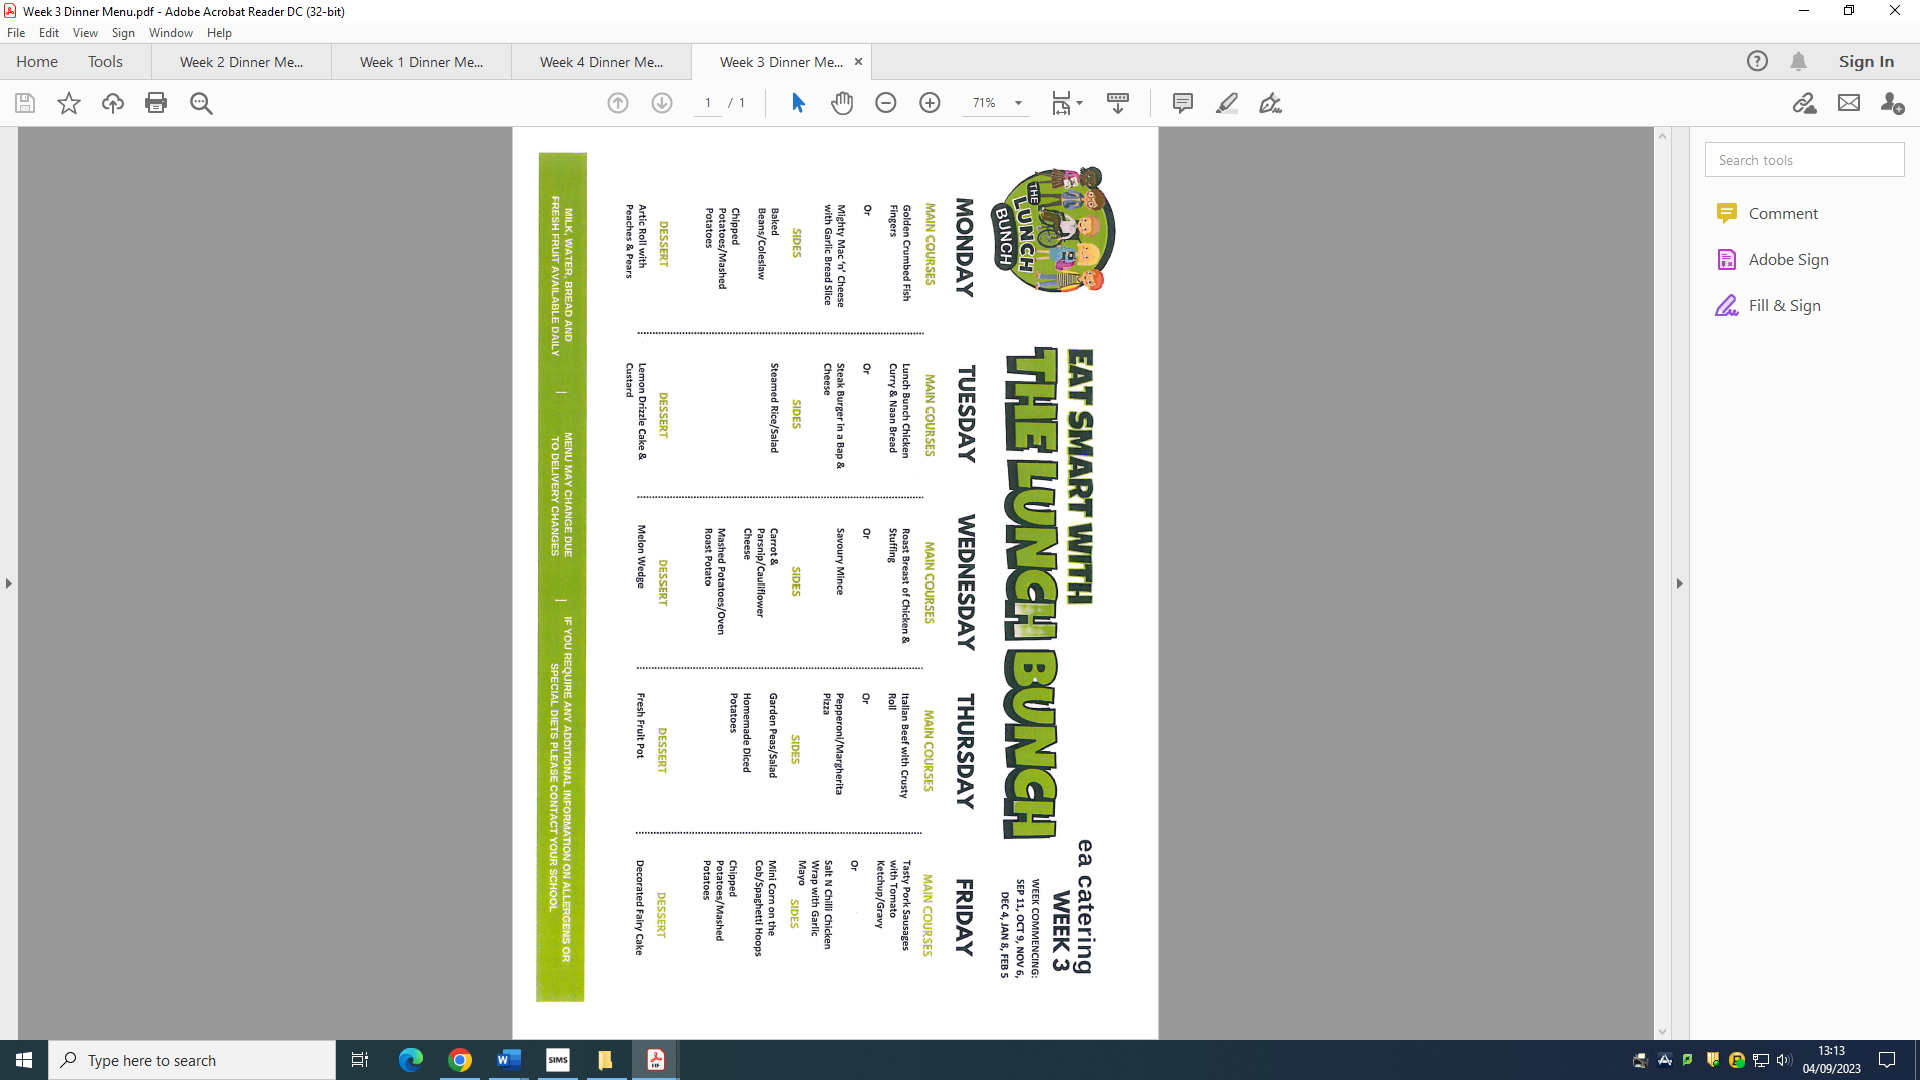 Week 3 Dinner Menu.pdf - Adobe Acrobat Reader DC (32-bit)
File Edit View Sign Window Help
Home Tools Week 2 Dinner Me... Week 1 Dinner Me... Week 4 Dinner Me... Week 3 Dinner Me... Sign In
1 / 1 71%
Search tools
Comment
Adobe Sign
Fill & Sign
THE
LUNCH
BUNCH
EAT SMART WITH
THE LUNCH BUNCH
ea catering
WEEK 3
WEEK COMMENCING:
SEP 11, OCT 9, NOV 6,
DEC 4, JAN 8, FEB 5
MONDAY
MAIN COURSES
Golden Crumbed Fish
Fingers
Or
Mighty Mac 'n' Cheese
with Garlic Bread Slice
SIDES
Baked
Beans/Coleslaw
Chipped
Potatoes/Mashed
Potatoes
DESSERT
Artic Roll with
Peaches & Pears
TUESDAY
MAIN COURSES
Lunch Bunch Chicken
Curry & Naan Bread
Or
Steak Burger in a Bap &
Cheese
SIDES
Steamed Rice/Salad
DESSERT
Lemon Drizzle Cake &
Custard
WEDNESDAY
MAIN COURSES
Roast Breast of Chicken &
Stuffing
Or
Savoury Mince
SIDES
Carrot &
Parsnip/Cauliflower
Cheese
Mashed Potatoes/Oven
Roast Potato
DESSERT
Melon Wedge
THURSDAY
MAIN COURSES
Italian Beef with Crusty
Roll
Or
Pepperoni/Margherita
Pizza
SIDES
Garden Peas/Salad
Homemade Diced
Potatoes
DESSERT
Fresh Fruit Pot
FRIDAY
MAIN COURSES
Tasty Pork Sausages
with Tomato
Ketchup/Gravy
Or
Salt N Chilli Chicken
Wrap with Garlic
Mayo
SIDES
Mini Corn on the
Cob/Spaghetti Hoops
Chipped
Potatoes/Mashed
Potatoes
DESSERT
Decorated Fairy Cake
MILK, WATER, BREAD AND
FRESH FRUIT AVAILABLE DAILY
|
MENU MAY CHANGE DUE
TO DELIVERY CHANGES
|
IF YOU REQUIRE ANY ADDITIONAL INFORMATION ON ALLERGENS OR
SPECIAL DIETS PLEASE CONTACT YOUR SCHOOL
Type here to search
SIMS
13:13
04/09/2023